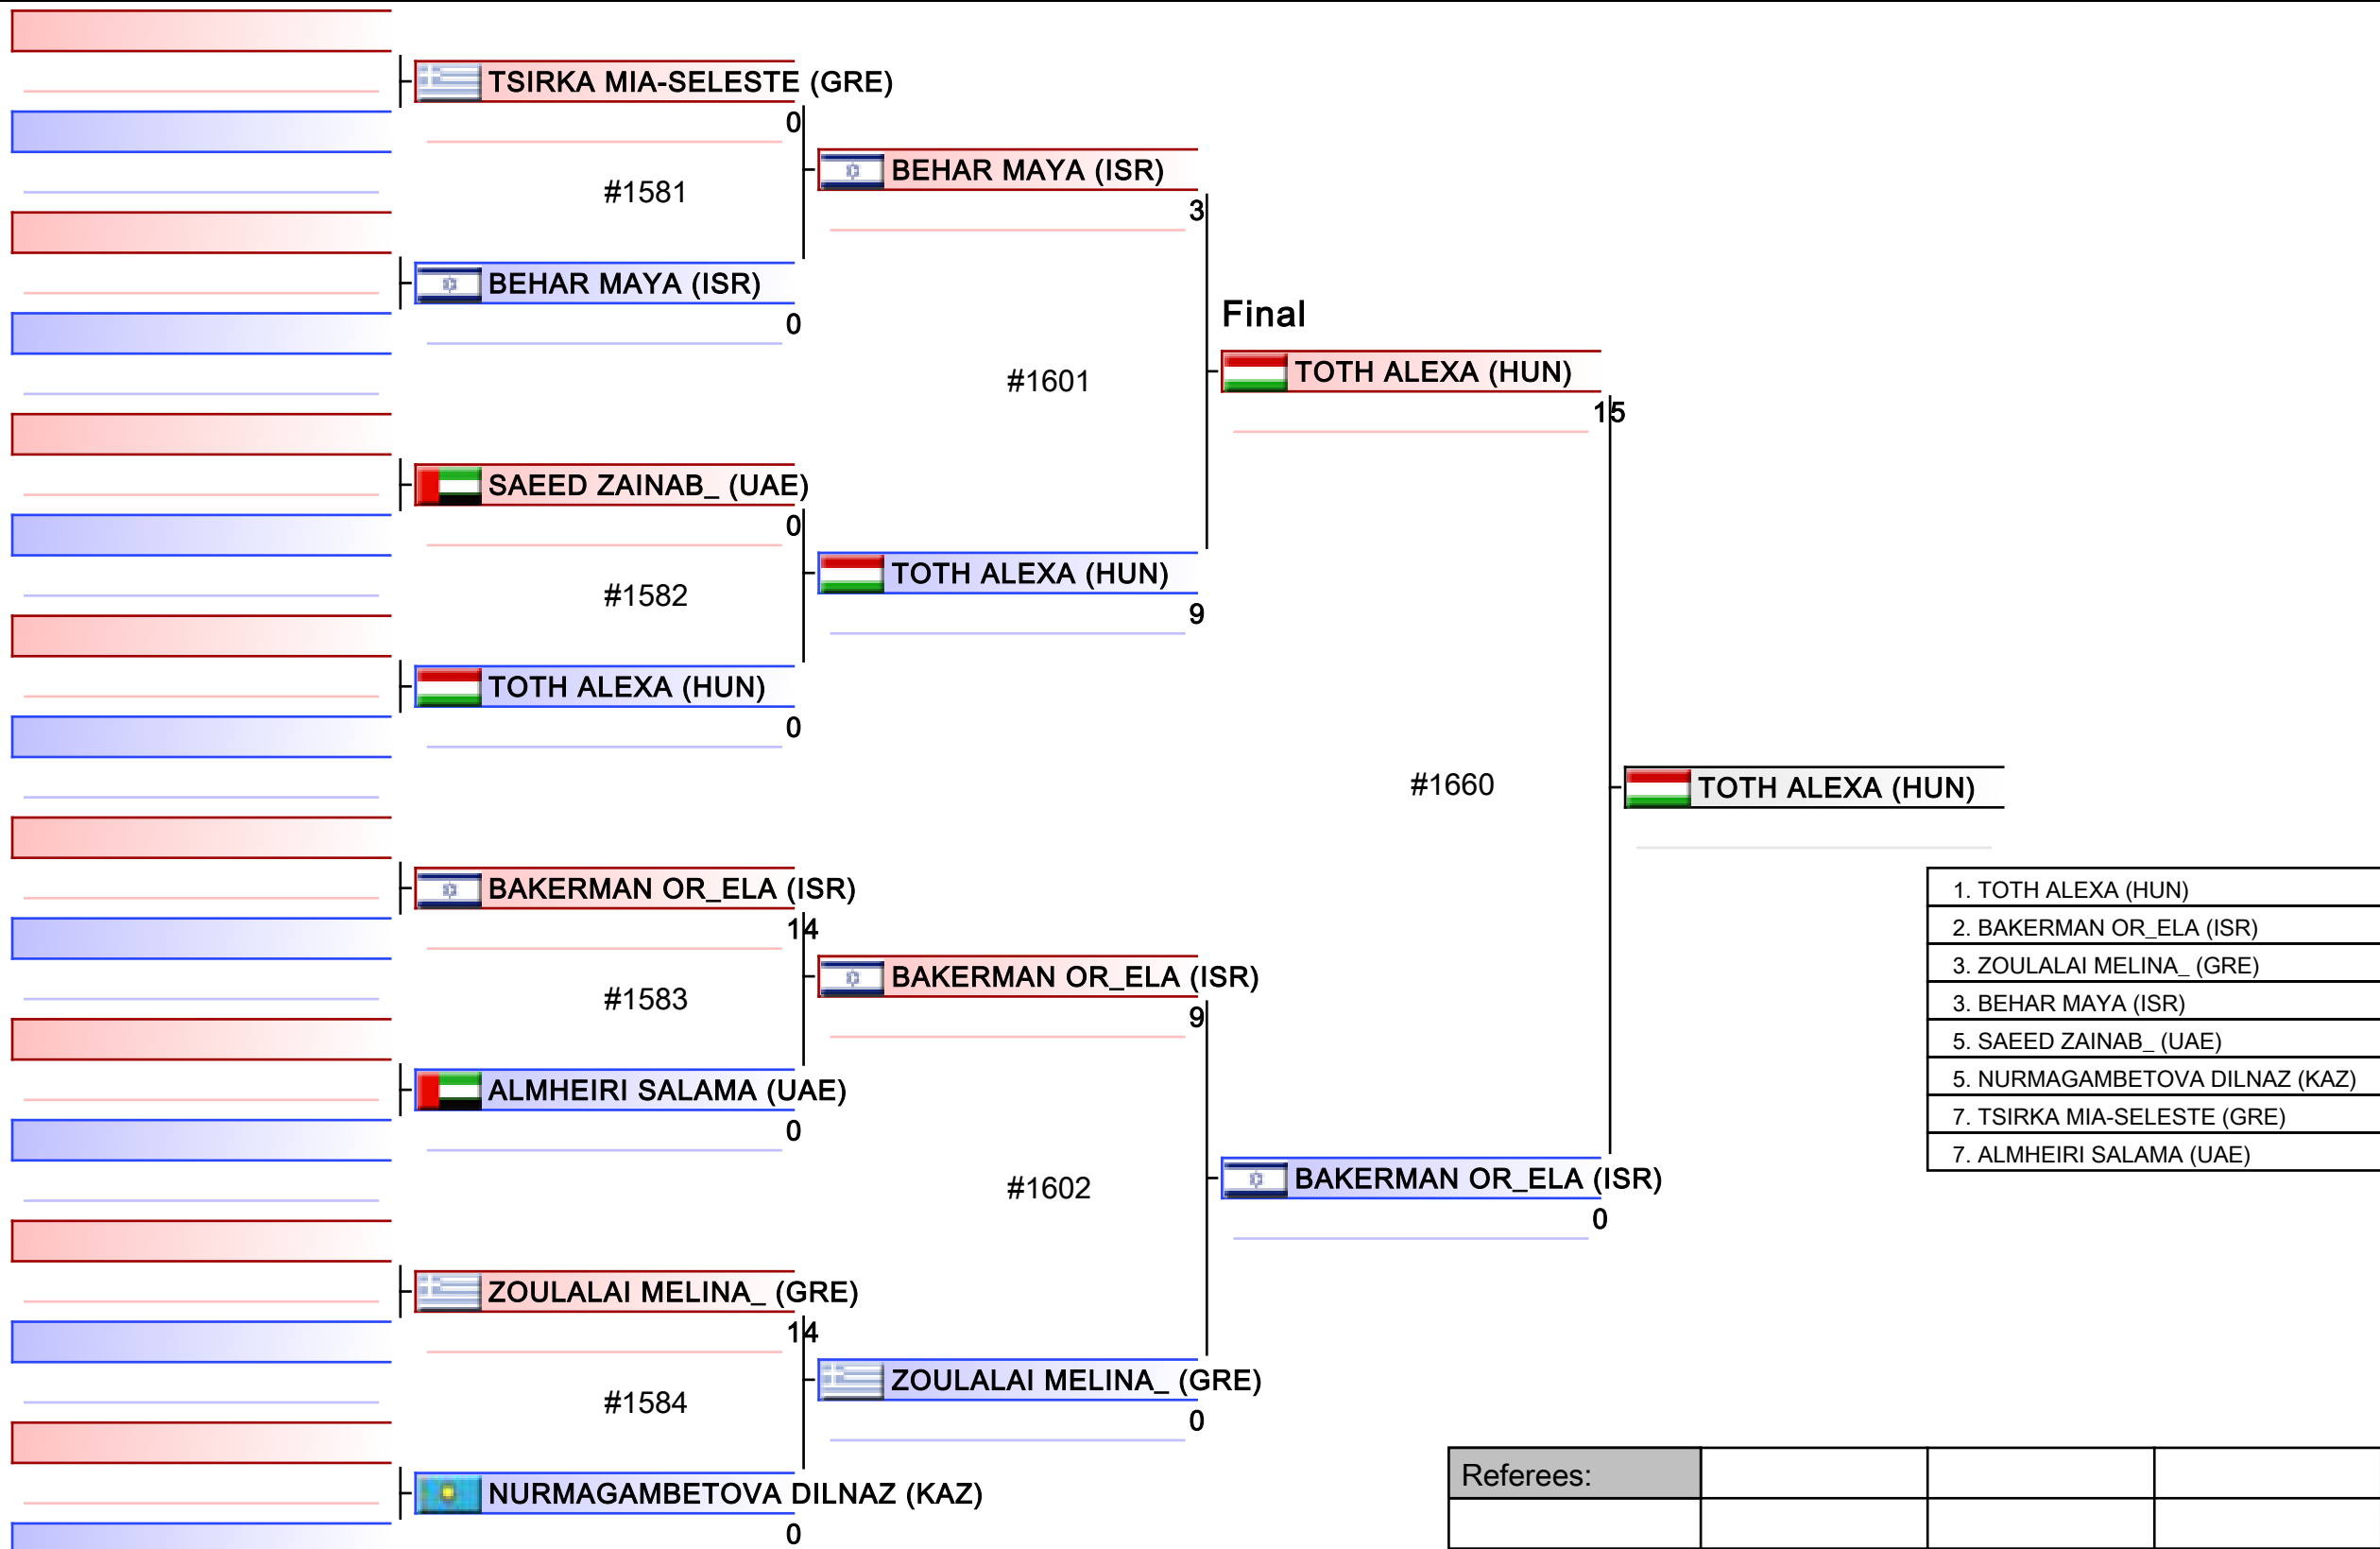 TSIRKA MIA-SELESTE (GRE)
0
#1581
BEHAR MAYA (ISR)
0
SAEED ZAINAB_ (UAE)
0
#1582
TOTH ALEXA (HUN)
0
BAKERMAN OR_ELA (ISR)
14
#1583
ALMHEIRI SALAMA (UAE)
0
ZOULALAI MELINA_ (GRE)
14
#1584
NURMAGAMBETOVA DILNAZ (KAZ)
0
BEHAR MAYA (ISR)
3
#1601
TOTH ALEXA (HUN)
9
BAKERMAN OR_ELA (ISR)
9
#1602
ZOULALAI MELINA_ (GRE)
0
Final
TOTH ALEXA (HUN)
15
#1660
BAKERMAN OR_ELA (ISR)
0
TOTH ALEXA (HUN)
1. TOTH ALEXA (HUN)
2. BAKERMAN OR_ELA (ISR)
3. ZOULALAI MELINA_ (GRE)
3. BEHAR MAYA (ISR)
5. SAEED ZAINAB_ (UAE)
5. NURMAGAMBETOVA DILNAZ (KAZ)
7. TSIRKA MIA-SELESTE (GRE)
7. ALMHEIRI SALAMA (UAE)
Referees: